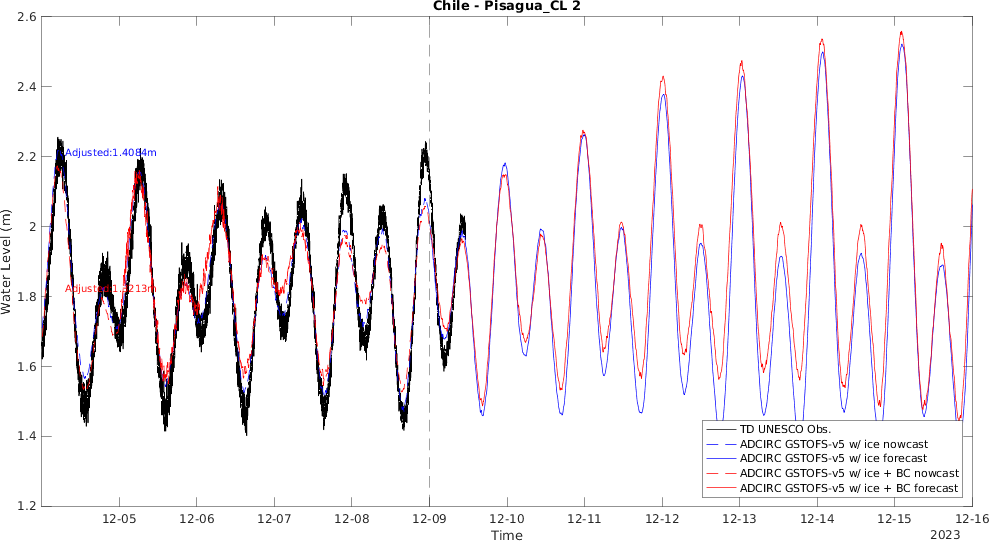 Chile - Pisagua_CL 2
2.6
2.4
2.2
2
1.8
1.6
1.4
1.2
Water Level (m)
Adjusted:1.4084m
12-05
12-06
12-07
12-08
12-09
12-10
12-11
12-12
12-13
12-14
12-15
12-16
Time
2023
TD UNESCO Obs.
ADCIRC GSTOFS-v5 w/ ice nowcast
ADCIRC GSTOFS-v5 w/ ice forecast
ADCIRC GSTOFS-v5 w/ ice + BC nowcast
ADCIRC GSTOFS-v5 w/ ice + BC forecast